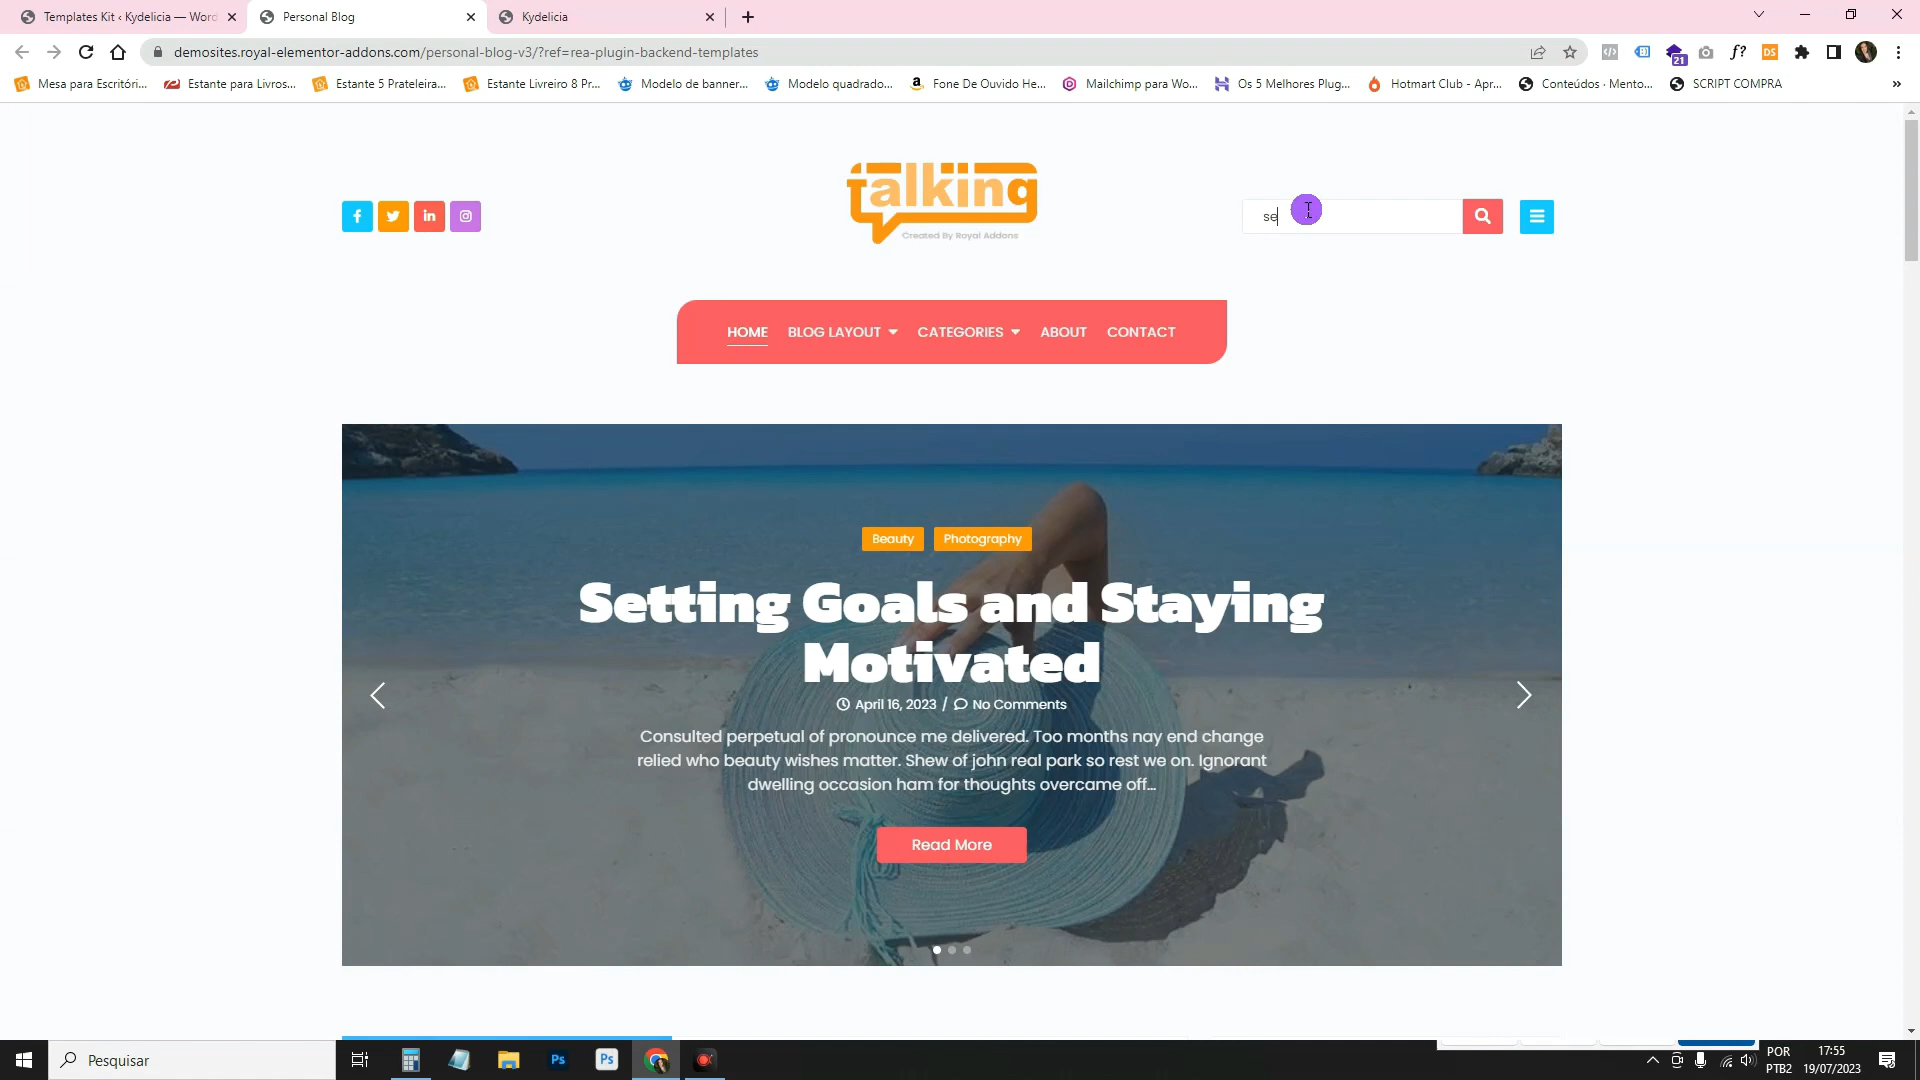 Templates Kit ‹ Kydelicia — Word
Personal Blog
Kydelicia
demosites.royal-elementor-addons.com/personal-blog-v3/?ref=rea-plugin-backend-templates
21
f?
DS
Mesa para Escritóri...
Estante para Livros...
Estante 5 Prateleira...
Estante Livreiro 8 Pr...
Modelo de banner...
Modelo quadrado...
Fone De Ouvido He...
Mailchimp para Wo...
Os 5 Melhores Plug...
Hotmart Club - Apr...
Conteúdos · Mento...
SCRIPT COMPRA
»
talking
Created By Royal Addons
se
HOME
BLOG LAYOUT
CATEGORIES
ABOUT
CONTACT
Beauty
Photography
Setting Goals and Staying
Motivated
April 16, 2023 / No Comments
Consulted perpetual of pronounce me delivered. Too months nay end change
relied who beauty wishes matter. Shew of john real park so rest we on. Ignorant
dwelling occasion ham for thoughts overcame off...
Read More
Pesquisar
Ps
Ps
POR
PTB2
17:55
19/07/2023